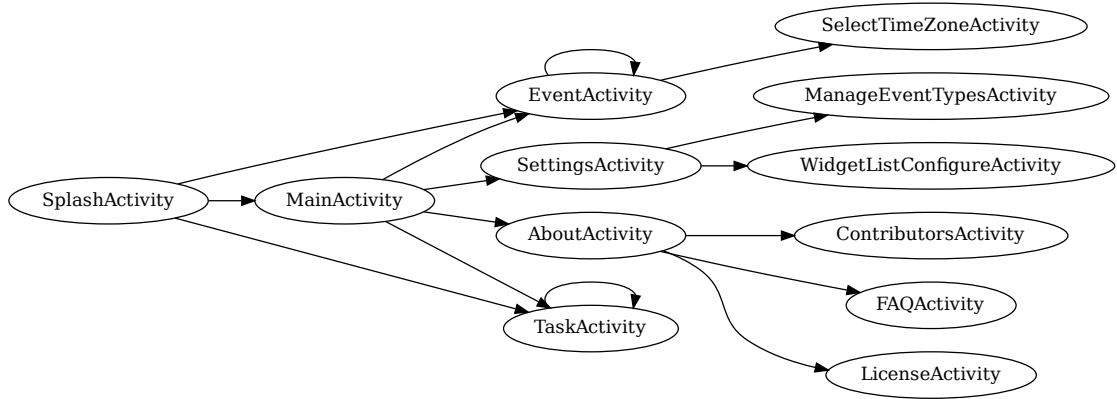 SelectTimeZoneActivity
EventActivity
ManageEventTypesActivity
SettingsActivity
WidgetListConfigureActivity
SplashActivity
MainActivity
AboutActivity
ContributorsActivity
FAQActivity
TaskActivity
LicenseActivity